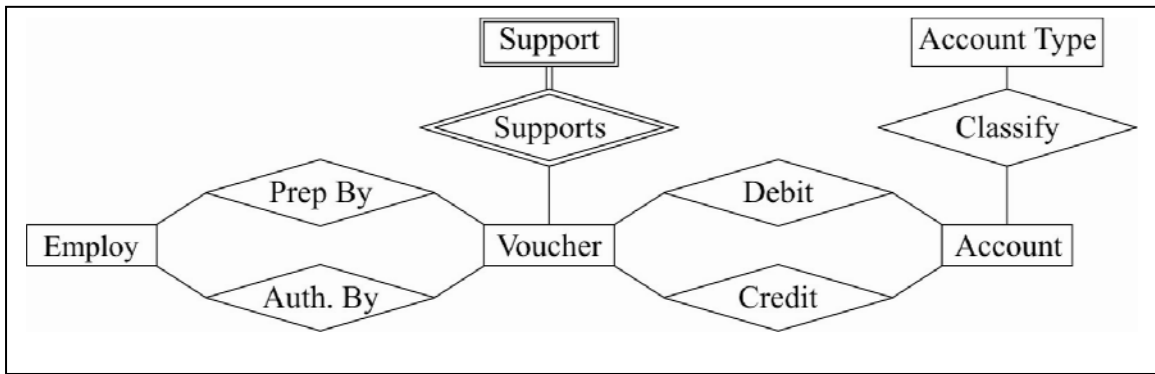 Support
Account Type
Supports
Classify
Prep By
Debit
Employ
Voucher
Account
Auth. By
Credit